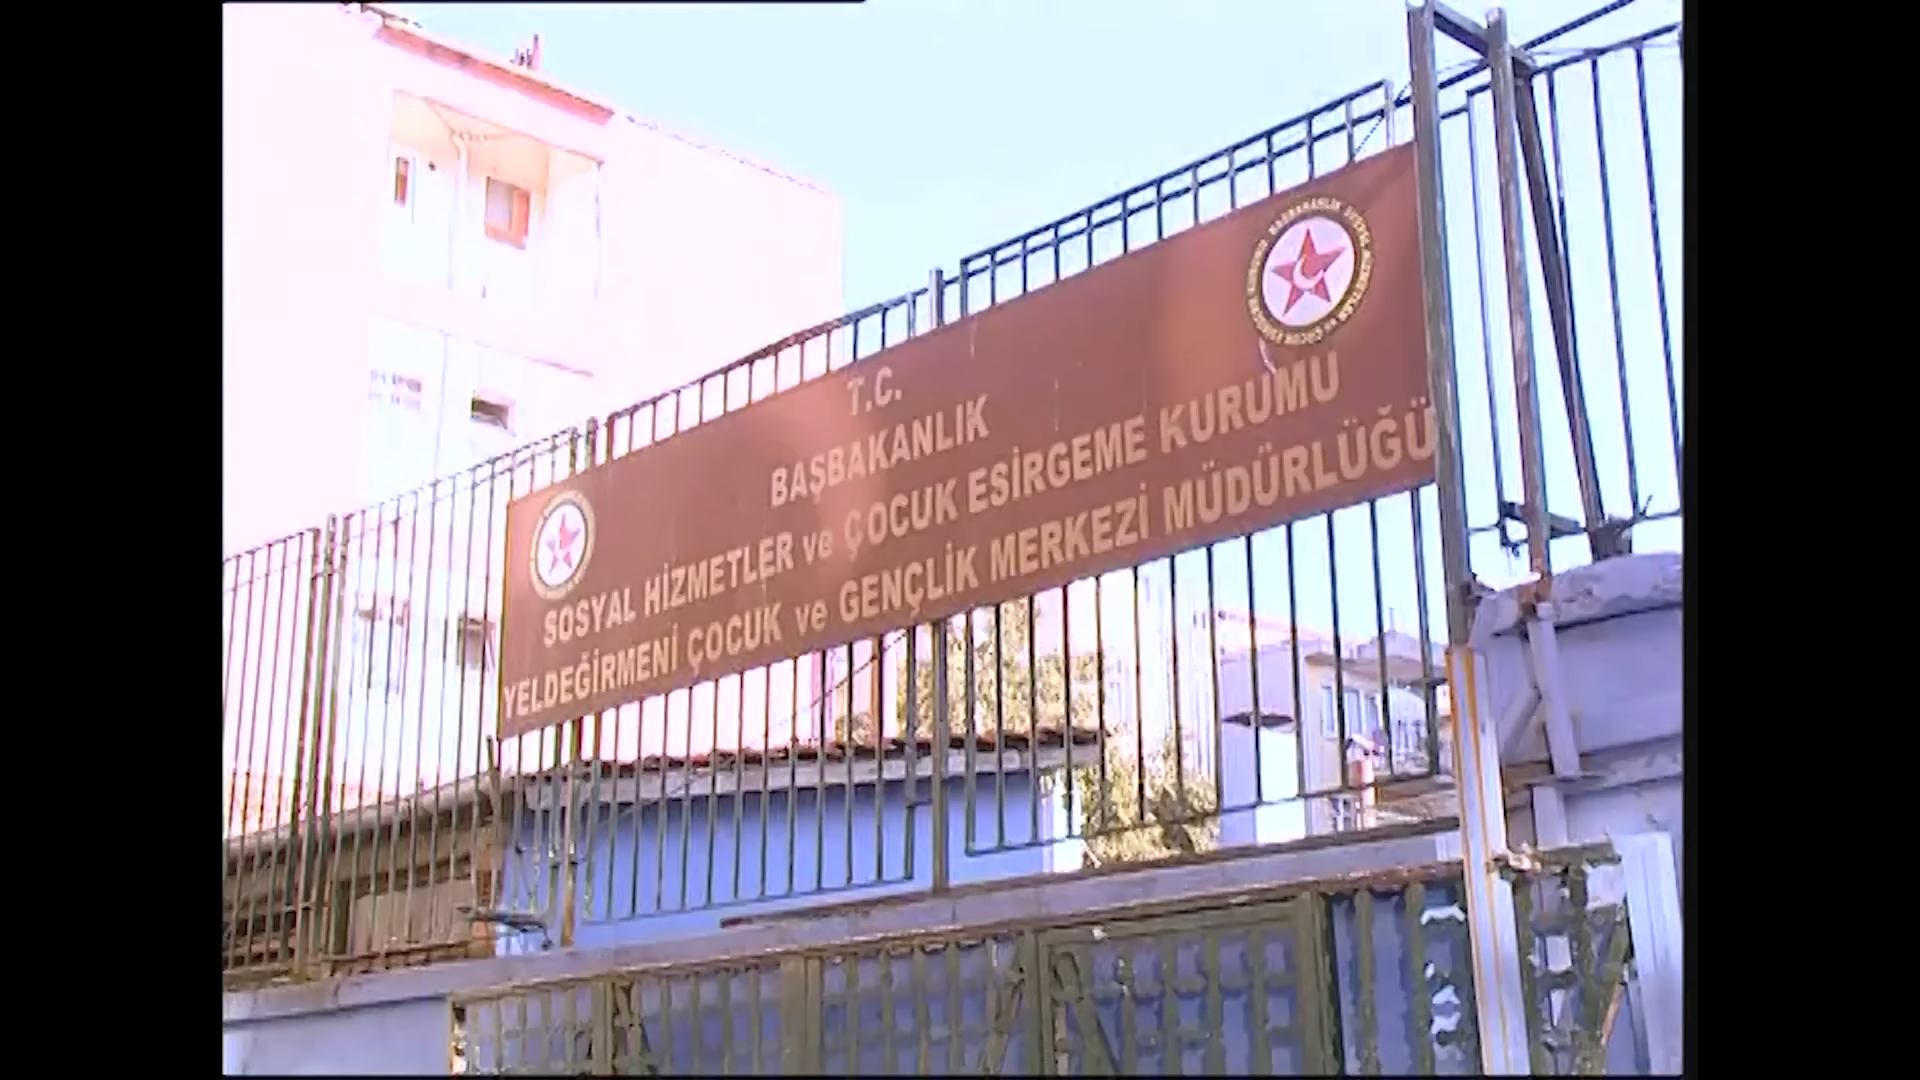 T.C.
BAŞBAKANLIK
SOSYAL HİZMETLER ve ÇOCUK ESİRGEME KURUMU
YELDEĞİRMENİ ÇOCUK ve GENÇLİK MERKEZİ MÜDÜRLÜĞÜ